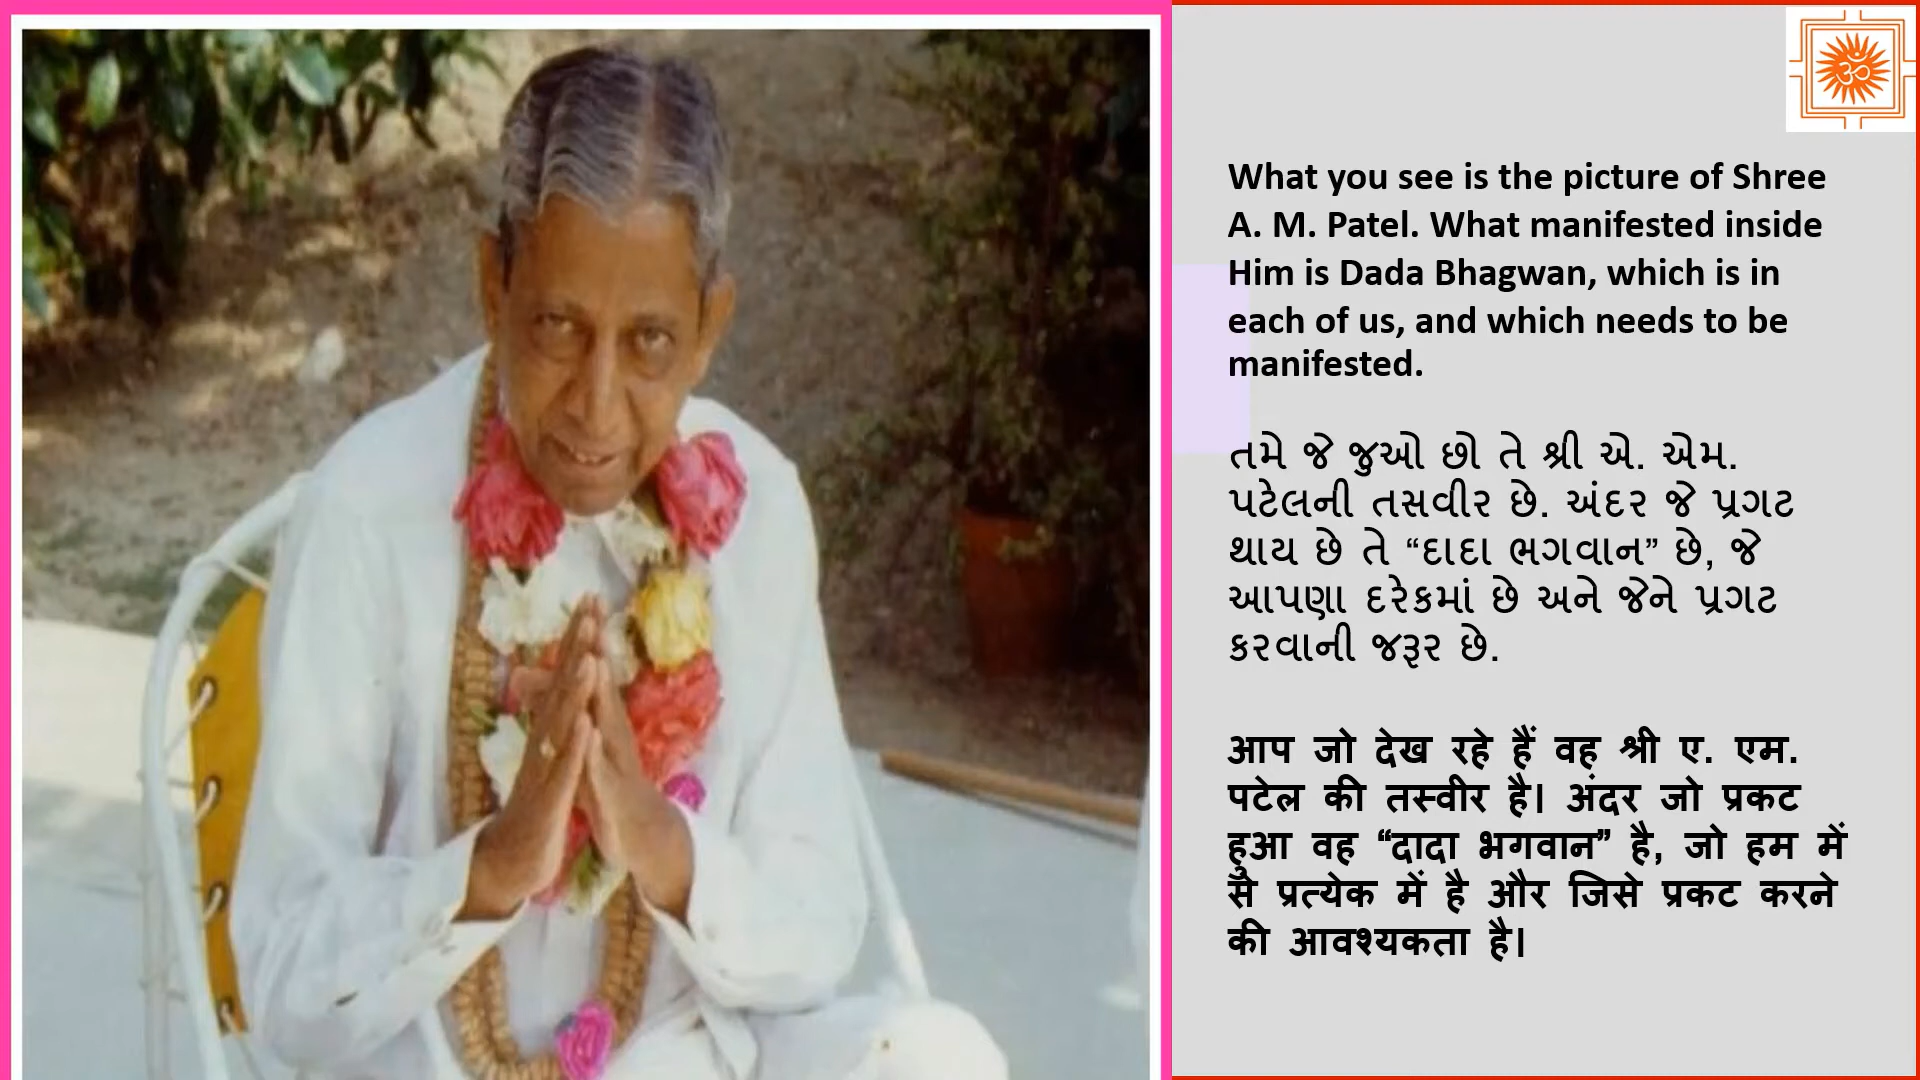 What you see is the picture of Shree
A. M. Patel. What manifested inside
Him is Dada Bhagwan, which is in
each of us, and which needs to be
manifested.
તમે જે જુઓ છો તે શ્રી એ. એમ.
પટેલની તસવીર છે. અંદર જે પ્રગટ
થાય છે તે “દાદા ભગવાન” છે, જે
આપણા દરેકમાં છે અને જેને પ્રગટ
કરવાની જરૂર છે.
आप जो देख रहे हैं वह श्री ए. एम.
पटेल की तस्वीर है। अंदर जो प्रकट
हुआ वह “दादा भगवान” है, जो हम में
से प्रत्येक में है और जिसे प्रकट करने
की आवश्यकता है।
ॐ